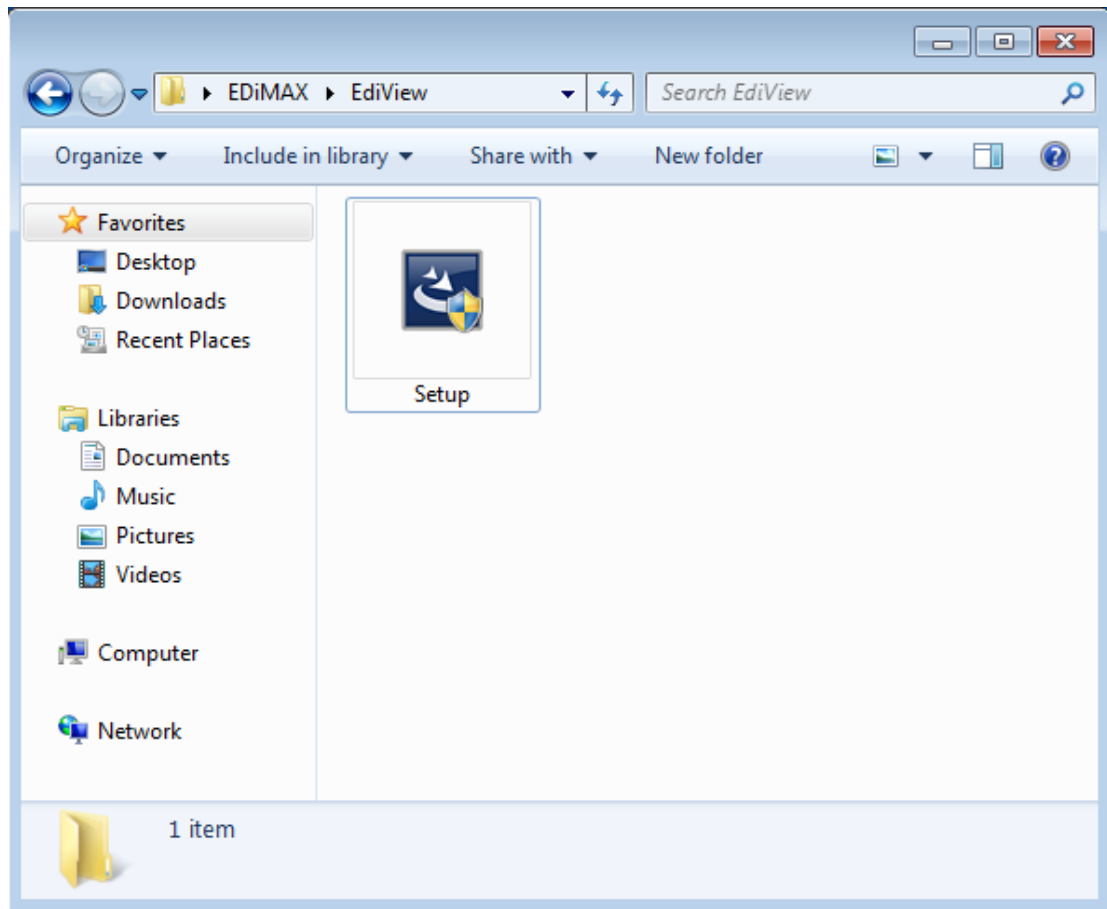 EDiMAX EdiView Search EdiView
Organize Include in library Share with New folder
Favorites
Desktop
Downloads
Recent Places
Libraries
Documents
Music
Pictures
Videos
Computer
Network
Setup
1 item